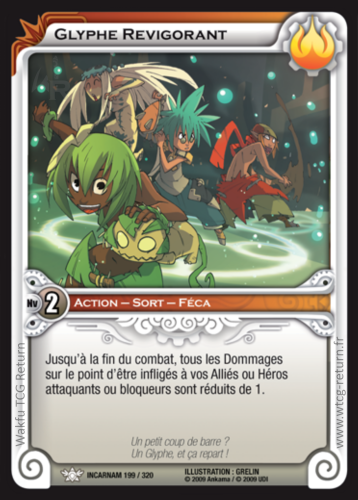 GLYPHE REVIGORANT
Nv 2
ACTION – SORT – FÉCA
Jusqu'à la fin du combat, tous les Dommages
sur le point d'être infligés à vos Alliés ou Héros
attaquants ou bloqueurs sont réduits de 1.
Un petit coup de barre ?
Un Glyphe, et ça repart !
Wakfu TCG Return
www.wtcg-return.fr
INCARNAM 199 / 320
ILLUSTRATION : GRELIN
© 2009 Ankama / © 2009 UDI